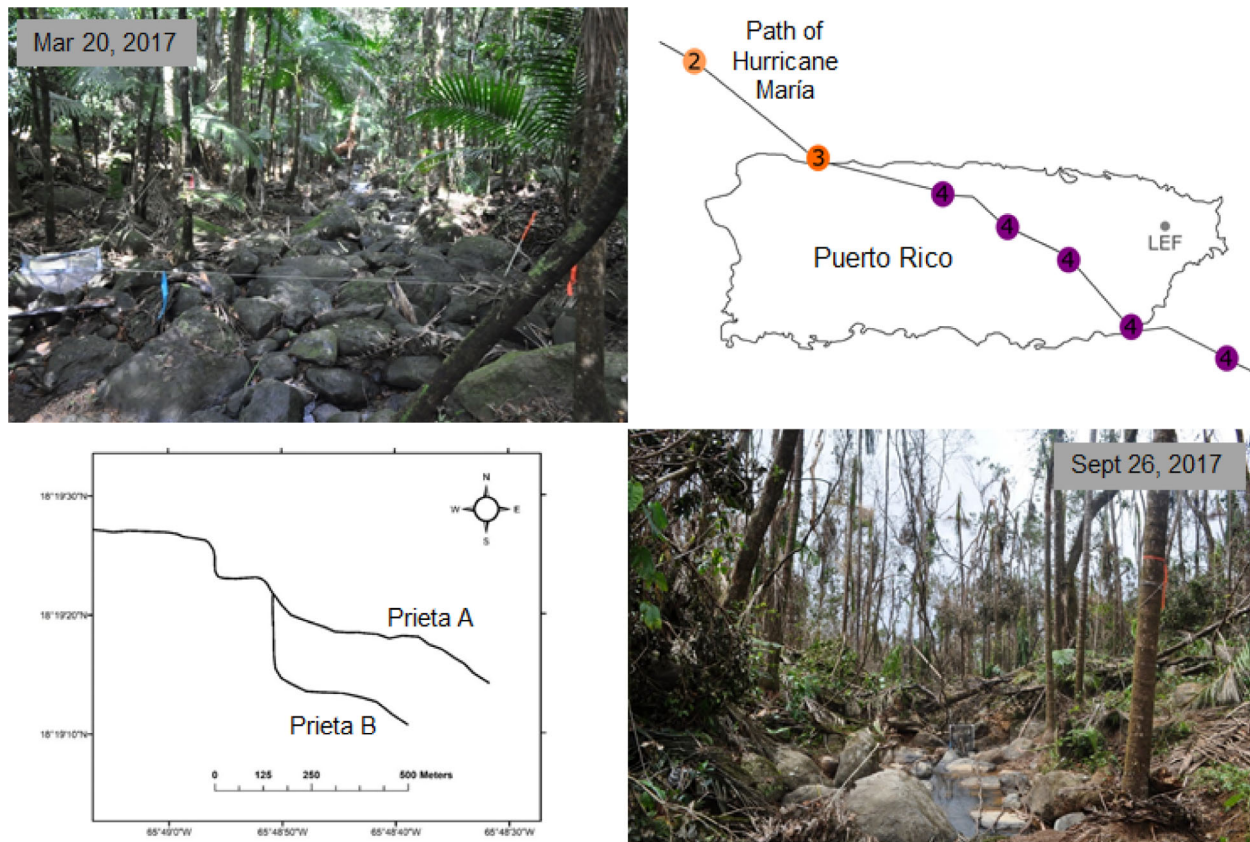 Mar 20, 2017
Path of
Hurricane
María
2
3
4
4
4
4
4
LEF
Puerto Rico
18°19'30"N
18°19'20"N
18°19'10"N
N
W
E
S
Prieta A
Prieta B
0 125 250 500 Meters
65°49'0"W 65°48'50"W 65°48'40"W 65°48'30"W
Sept 26, 2017